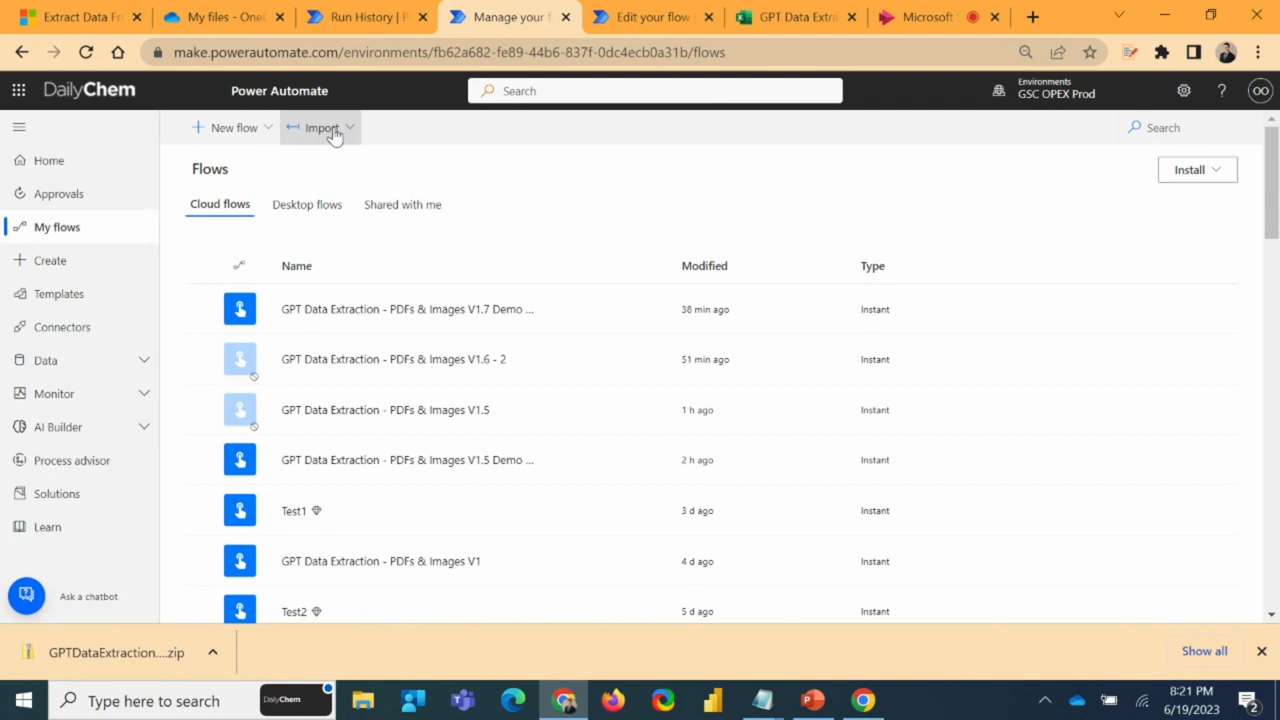 Extract Data Fr
My files - Onel
Run History | P
Manage your f
Edit your flow
GPT Data Extra
Microsoft
make.powerautomate.com/environments/fb62a682-fe89-44b6-837f-0dc4ecb0a31b/flows
DailyChem
Power Automate
Search
Environments
GSC OPEX Prod
OO
New flow
Import
Search
Home
Approvals
My flows
Create
Templates
Connectors
Data
Monitor
AI Builder
Process advisor
Solutions
Learn
Ask a chatbot
Flows
Install
Cloud flows
Desktop flows
Shared with me
Name
Modified
Type
GPT Data Extraction - PDFs & Images V1.7 Demo ...
38 min ago
Instant
GPT Data Extraction - PDFs & Images V1.6 - 2
51 min ago
Instant
GPT Data Extraction - PDFs & Images V1.5
1 h ago
Instant
GPT Data Extraction - PDFs & Images V1.5 Demo ...
2 h ago
Instant
Test1
3 d ago
Instant
GPT Data Extraction - PDFs & Images V1
4 d ago
Instant
Test2
5 d ago
Instant
GPTDataExtraction....zip
Show all
Type here to search
DailyChem
8:21 PM
6/19/2023
2